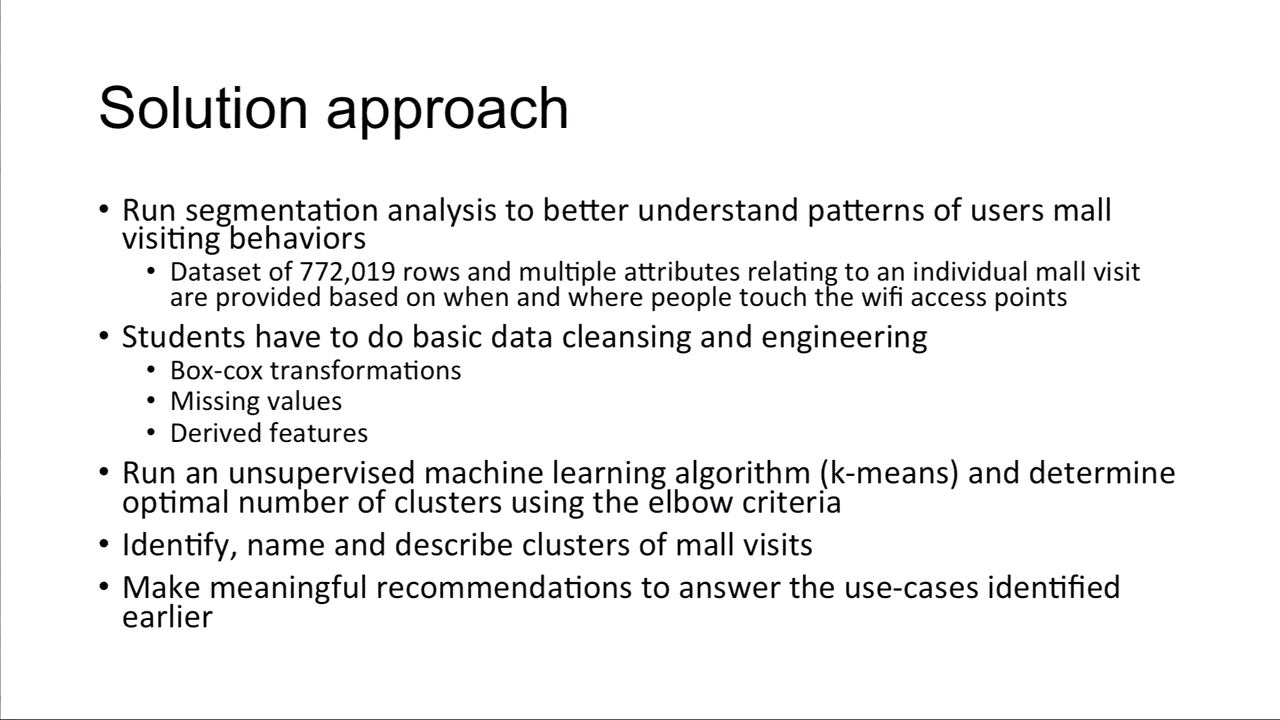 Solution approach
• Run segmentation analysis to better understand patterns of users mall
visiting behaviors
• Dataset of 772,019 rows and multiple attributes relating to an individual mall visit
are provided based on when and where people touch the wifi access points
• Students have to do basic data cleansing and engineering
• Box-cox transformations
• Missing values
• Derived features
• Run an unsupervised machine learning algorithm (k-means) and determine
optimal number of clusters using the elbow criteria
• Identify, name and describe clusters of mall visits
• Make meaningful recommendations to answer the use-cases identified
earlier